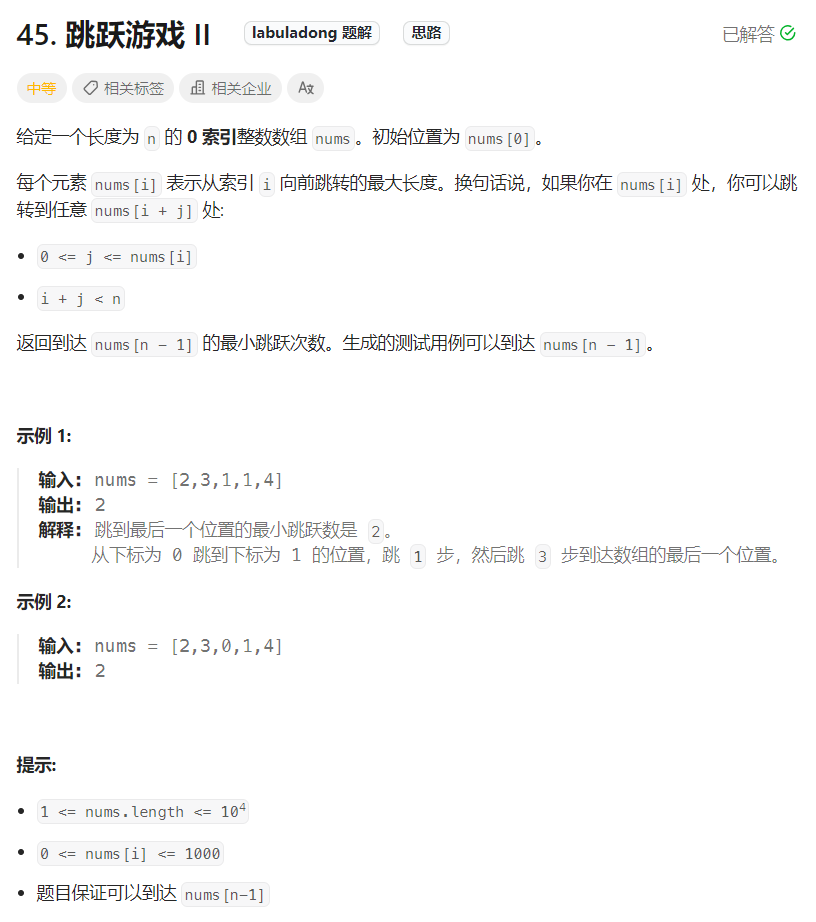 45. 跳跃游戏 II labuladong 题解 思路 已解答
中等 相关标签 相关企业
给定一个长度为 n 的 0 索引整数数组 nums。初始位置为 nums[0]。
每个元素 nums[i] 表示从索引 i 向前跳转的最大长度。换句话说，如果你在 nums[i] 处，你可以跳
转到任意 nums[i + j] 处:
• 0 <= j <= nums[i]
• i + j < n
返回到达 nums[n - 1] 的最小跳跃次数。生成的测试用例可以到达 nums[n - 1]。
示例 1:
输入: nums = [2,3,1,1,4]
输出: 2
解释: 跳到最后一个位置的最小跳跃数是 2。
从下标为 0 跳到下标为 1 的位置，跳 1 步，然后跳 3 步到达数组的最后一个位置。
示例 2:
输入: nums = [2,3,0,1,4]
输出: 2
提示:
• 1 <= nums.length <= 10⁴
• 0 <= nums[i] <= 1000
• 题目保证可以到达 nums[n-1]